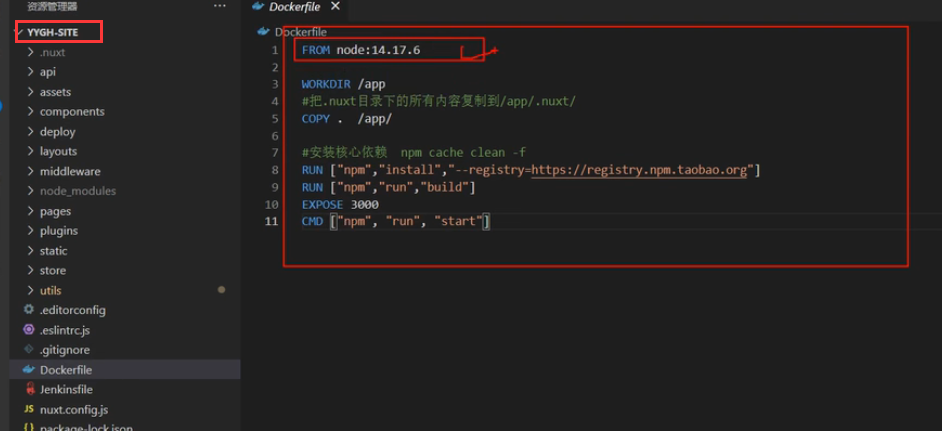 资源管理器 ···
YYGH-SITE
.nuxt
api
assets
components
deploy
layouts
middleware
node_modules
pages
plugins
static
store
utils
.editorconfig
.eslintrc.js
.gitignore
Dockerfile
Jenkinsfile
JS nuxt.config.js
{} package-lock.json
Dockerfile ×
Dockerfile
1 FROM node:14.17.6
2
3 WORKDIR /app
4 #把.nuxt目录下的所有内容复制到/app/.nuxt/
5 COPY . /app/
6
7 #安装核心依赖 npm cache clean -f
8 RUN ["npm","install","--registry=https://registry.npm.taobao.org"]
9 RUN ["npm","run","build"]
10 EXPOSE 3000
11 CMD ["npm", "run", "start"]